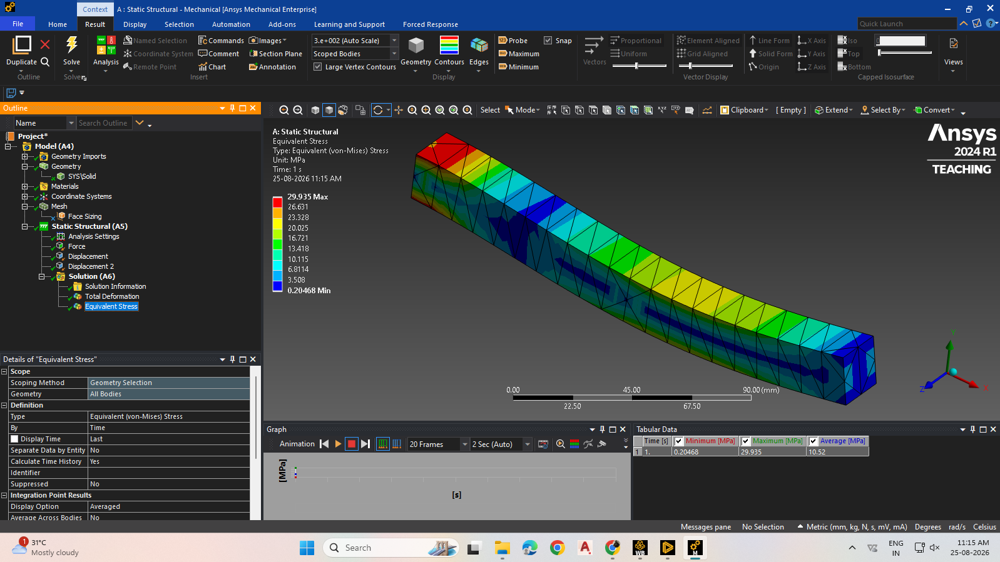 Context
A : Static Structural - Mechanical [Ansys Mechanical Enterprise]
File Home Result Display Selection Automation Add-ons Learning and Support Forced Response
Quick Launch
Duplicate
Outline
Solve
Solve
Analysis
Named Selection
Coordinate System
Remote Point
Commands
Comment
Chart
Images
Section Plane
Annotation
Insert
3.e+002 (Auto Scale)
Scoped Bodies
Large Vertex Contours
Geometry
Contours
Edges
Display
Probe
Maximum
Minimum
Snap
Vectors
Proportional
Uniform
Element Aligned
Grid Aligned
Line Form
Solid Form
Origin
X Axis
Y Axis
Z Axis
Vector Display
Iso
Top
Bottom
0
Capped Isosurface
Views
Outline
Name
Search Outline
Project*
Model (A4)
Geometry Imports
Geometry
SYS\Solid
Materials
Coordinate Systems
Mesh
Face Sizing
Static Structural (A5)
Analysis Settings
Force
Displacement
Displacement 2
Solution (A6)
Solution Information
Total Deformation
Equivalent Stress
Select Mode Clipboard [ Empty ] Extend Select By Convert
A: Static Structural
Equivalent Stress
Type: Equivalent (von-Mises) Stress
Unit: MPa
Time: 1 s
25-08-2026 11:15 AM
29.935 Max
26.631
23.328
20.025
16.721
13.418
10.115
6.8114
3.508
0.20468 Min
Ansys
2024 R1
TEACHING
0.00 45.00 90.00 (mm)
22.50 67.50
Y
X
Z
Details of "Equivalent Stress"
Scope
Scoping Method Geometry Selection
Geometry All Bodies
Definition
Type Equivalent (von-Mises) Stress
By Time
Display Time Last
Separate Data by Entity No
Calculate Time History Yes
Identifier
Suppressed No
Integration Point Results
Display Option Averaged
Average Across Bodies No
Graph
Animation 20 Frames 2 Sec (Auto)
[MPa]
[s]
Tabular Data
Time [s] Minimum [MPa] Maximum [MPa] Average [MPa]
1 1. 0.20468 29.935 10.52
Messages pane No Selection Metric (mm, kg, N, s, mV, mA) Degrees rad/s Celsius
1
31°C
Mostly cloudy
Search
WB
M
ENG
IN
11:15 AM
25-08-2026